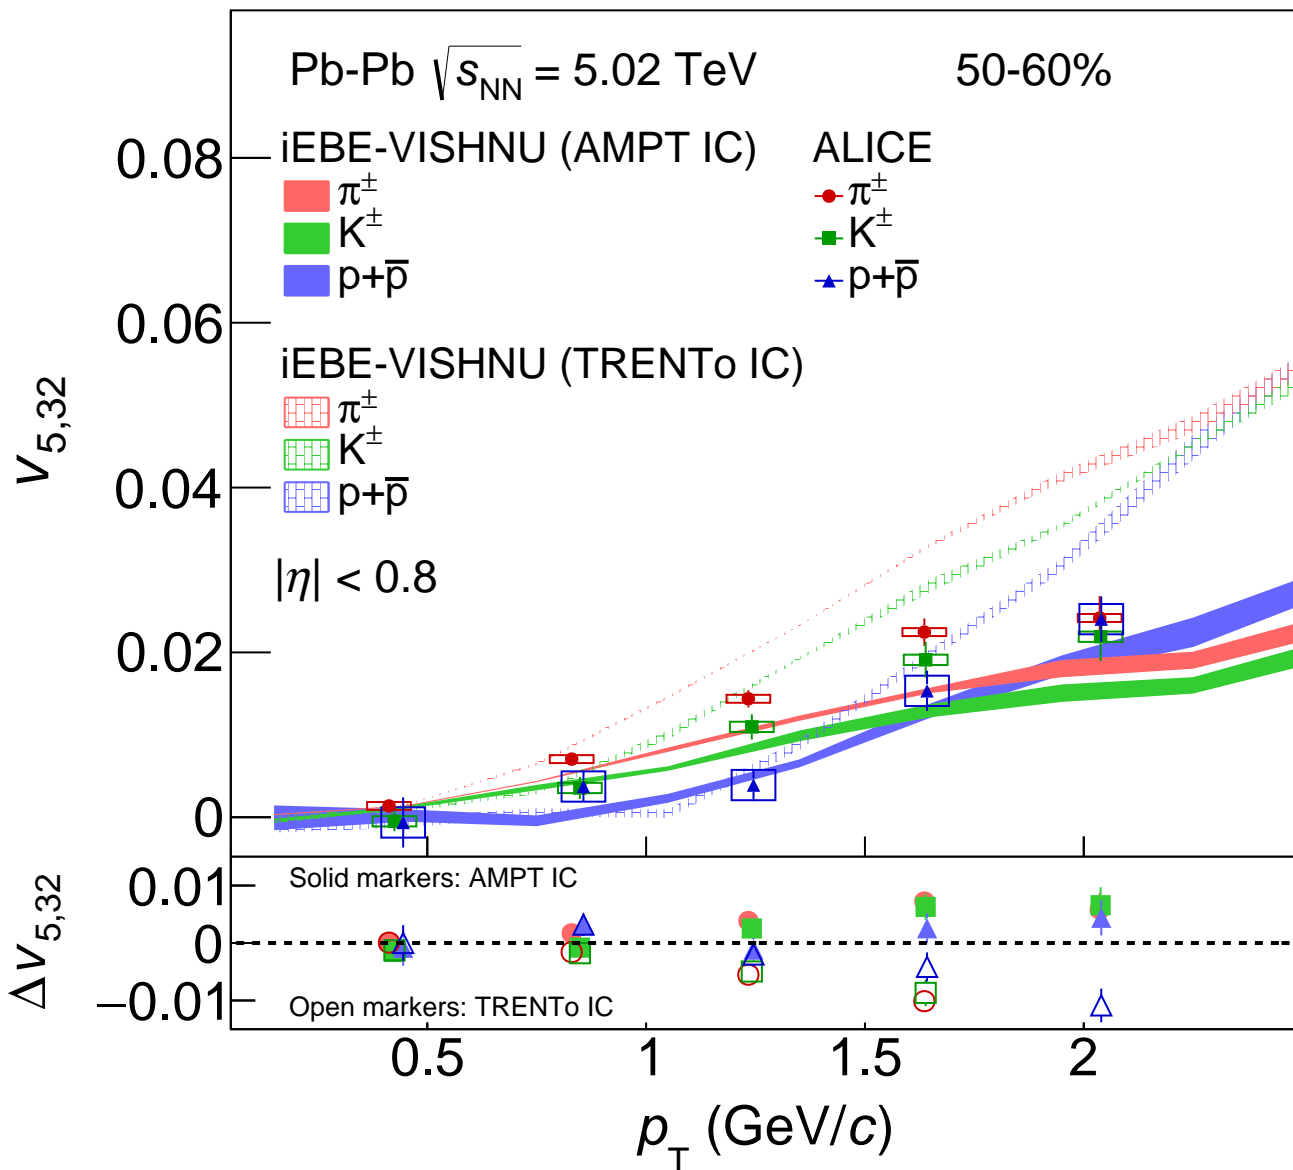 Pb-Pb √sNN = 5.02 TeV 50-60%
iEBE-VISHNU (AMPT IC) ALICE
π± π±
K± K±
p+p̅ p+p̅
iEBE-VISHNU (TRENTo IC)
π±
K±
p+p̅
|η| < 0.8
v5,32
0.08
0.06
0.04
0.02
0
Δv5,32
0.01
0
−0.01
Solid markers: AMPT IC
Open markers: TRENTo IC
0.5 1 1.5 2
pT (GeV/c)